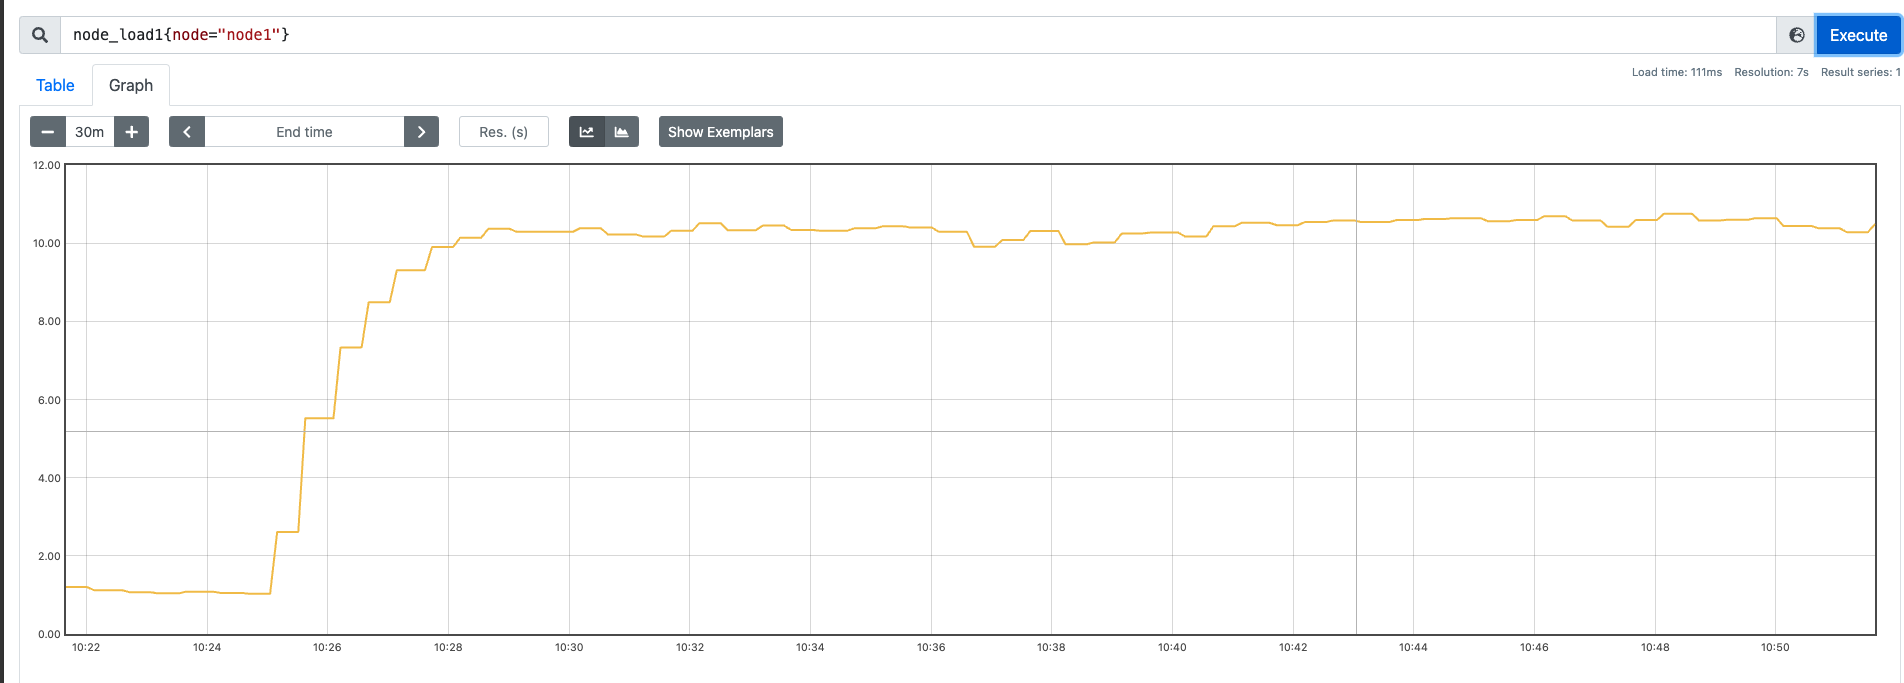 node_load1{node="node1"}
Execute
Load time: 111ms Resolution: 7s Result series: 1
Table
Graph
30m
End time
Res. (s)
Show Exemplars
12.00
10.00
8.00
6.00
4.00
2.00
0.00
10:22 10:24 10:26 10:28 10:30 10:32 10:34 10:36 10:38 10:40 10:42 10:44 10:46 10:48 10:50